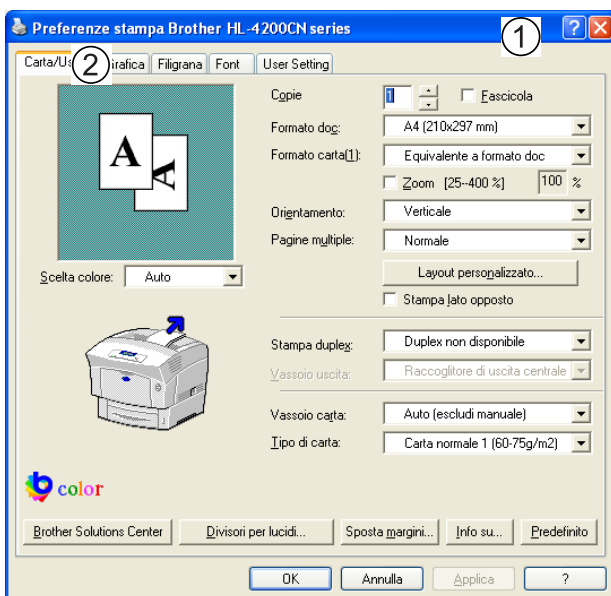 Preferenze stampa Brother HL-4200CN series
1
?
2
Carta/Us
irafica
Filigrana
Font
User Setting
Copie
1
Fascicola
Formato doc:
A4 (210x297 mm)
Formato carta(1):
Equivalente a formato doc
Zoom [25--400 %]
100 %
Orientamento:
Verticale
Pagine multiple:
Normale
Layout personalizzato...
Stampa lato opposto
A
A
Scelta colore:
Auto
Stampa duplex:
Duplex non disponibile
Vassoio uscita:
Raccoglitore di uscita centrale
Vassoio carta:
Auto (escludi manuale)
Tipo di carta:
Carta normale 1 (60-75g/m2)
b color
Brother Solutions Center
Divisori per lucidi...
Sposta margini...
Info su...
Predefinito
OK
Annulla
Applica
?